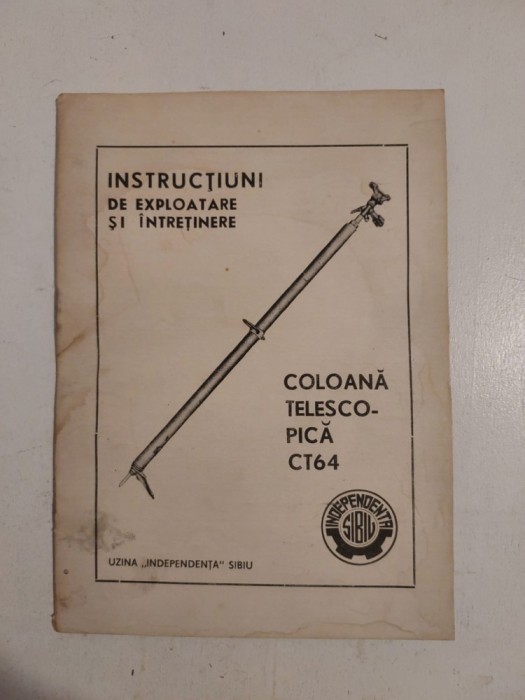 INSTRUCȚIUNI
DE EXPLOATARE
ȘI ÎNTREȚINERE
COLOANĂ
TELESCO-
PICĂ
CT64
INDEPENDENȚA
SIBIU
UZINA „INDEPENDENȚA" SIBIU